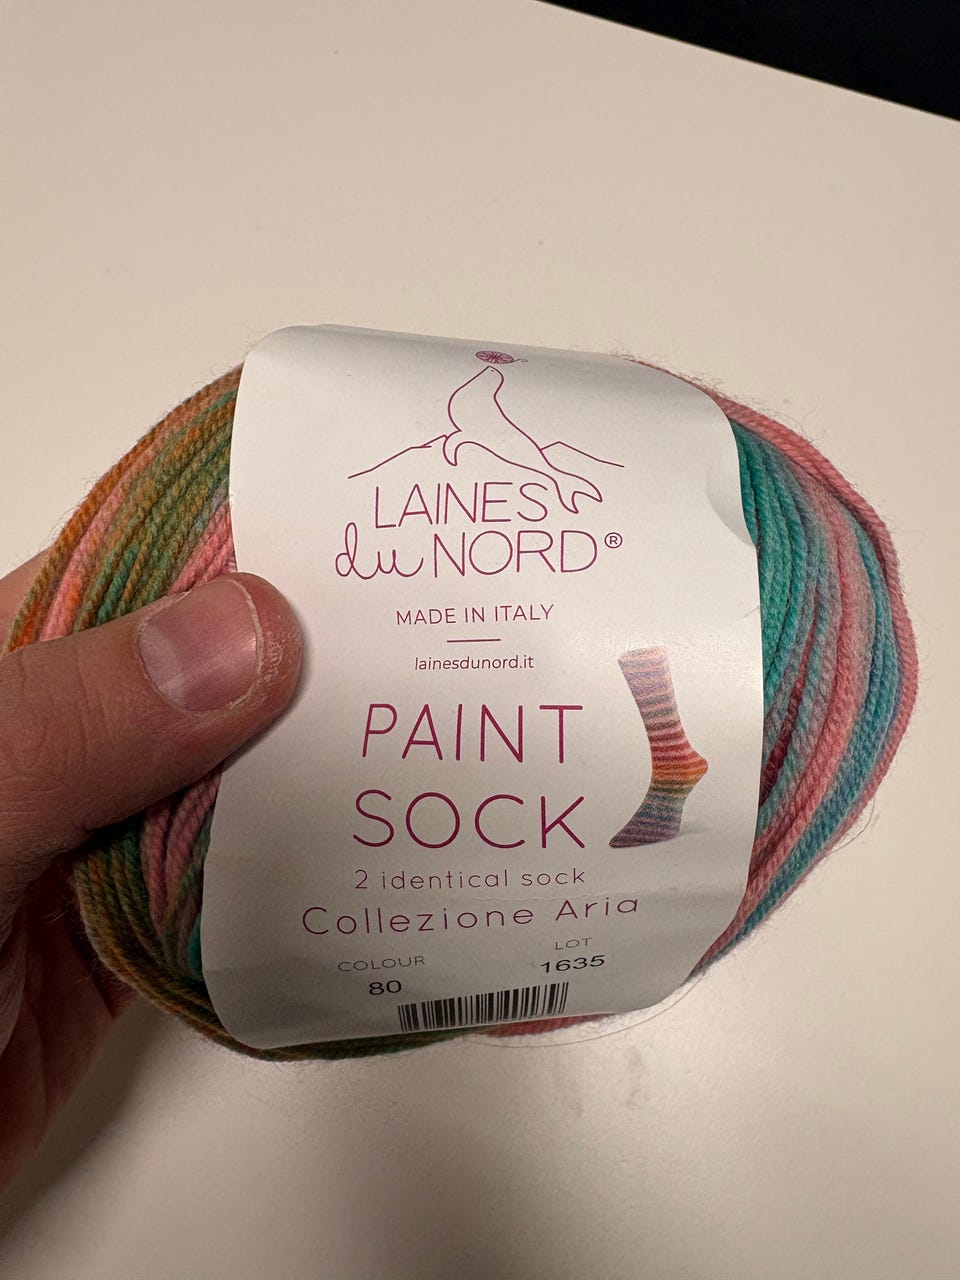 LAINES
du NORD®
MADE IN ITALY
lainesdunord.it
PAINT
SOCK
2 identical sock
Collezione Aria
COLOUR
80
LOT
1635